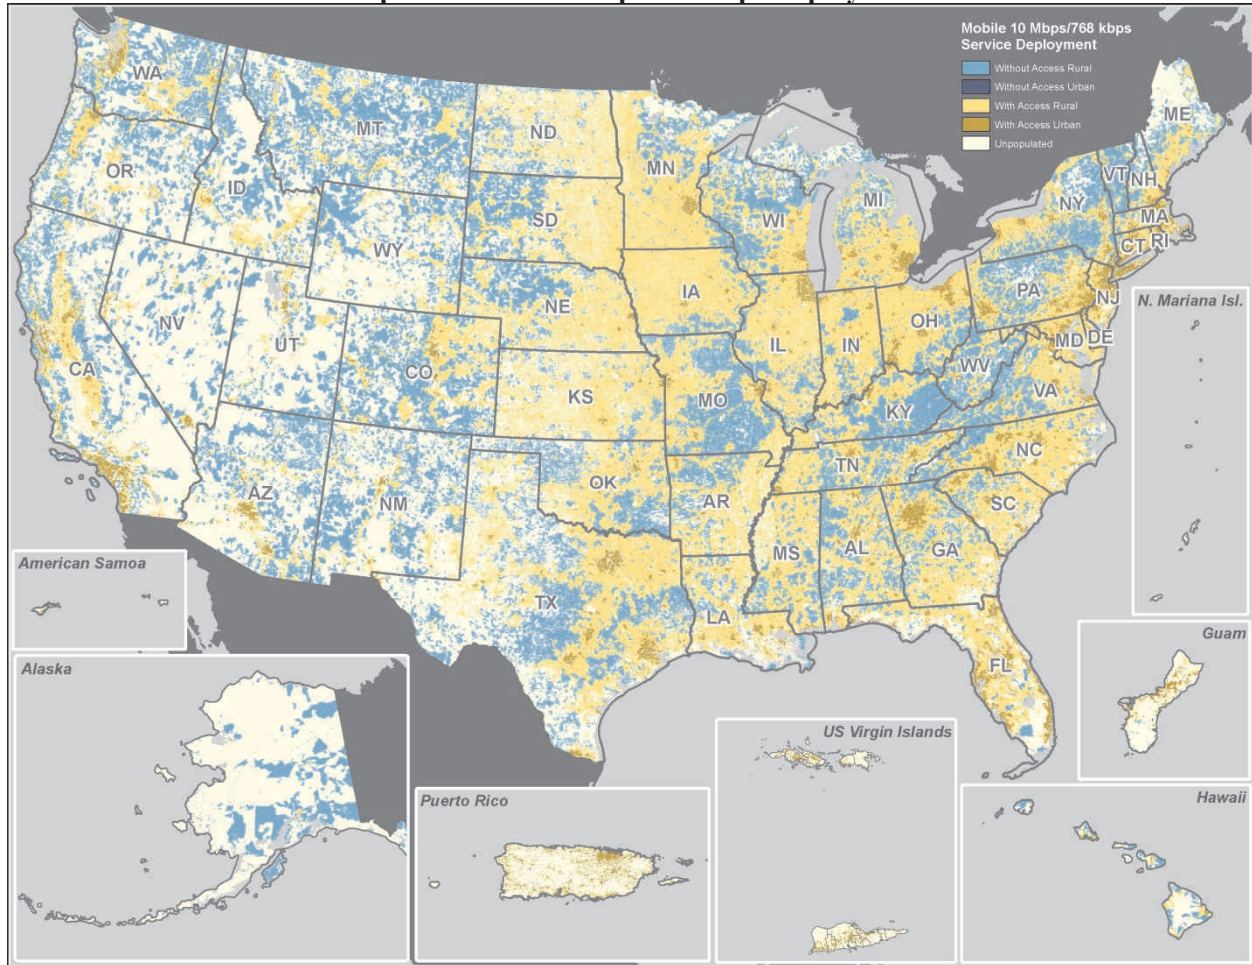 Mobile 10 Mbps/768 kbps
Service Deployment
Without Access Rural
Without Access Urban
With Access Rural
With Access Urban
Unpopulated
WA
MT
ND
MN
ME
OR
ID
SD
WI
MI
VT
NH
NY
MA
CT
RI
WY
IA
NE
PA
NJ
NV
UT
CO
IL
IN
OH
MD
DE
WV
VA
CA
KS
MO
KY
AZ
NM
OK
AR
TN
NC
SC
MS
AL
GA
TX
LA
FL
N. Mariana Isl.
American Samoa
Guam
Alaska
US Virgin Islands
Puerto Rico
Hawaii